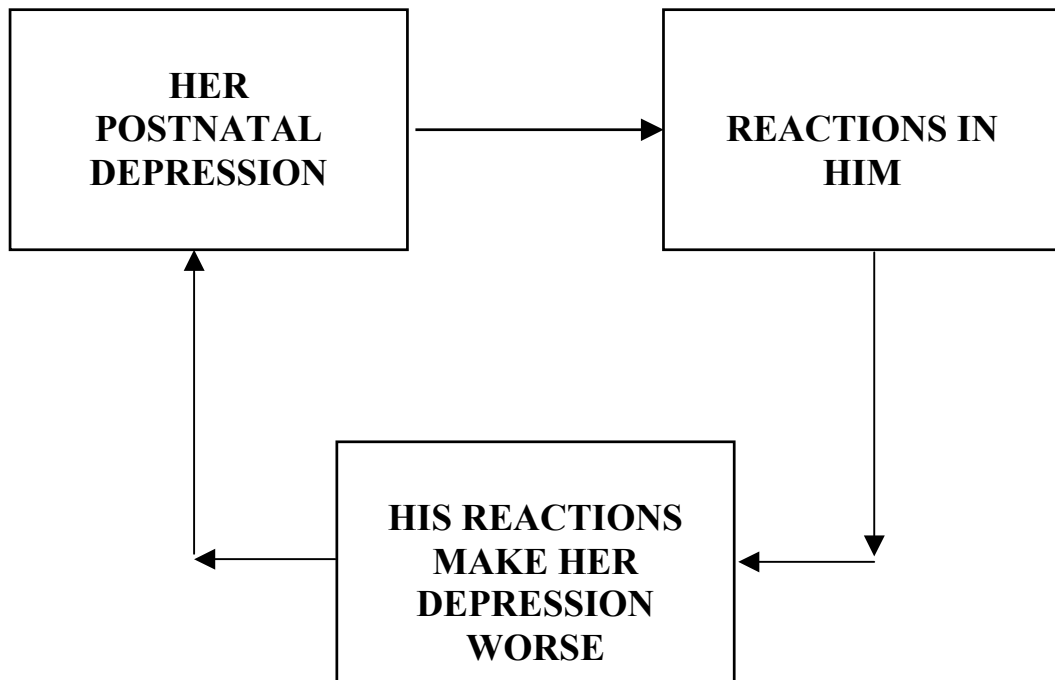 HER
POSTNATAL
DEPRESSION
REACTIONS IN
HIM
HIS REACTIONS
MAKE HER
DEPRESSION
WORSE